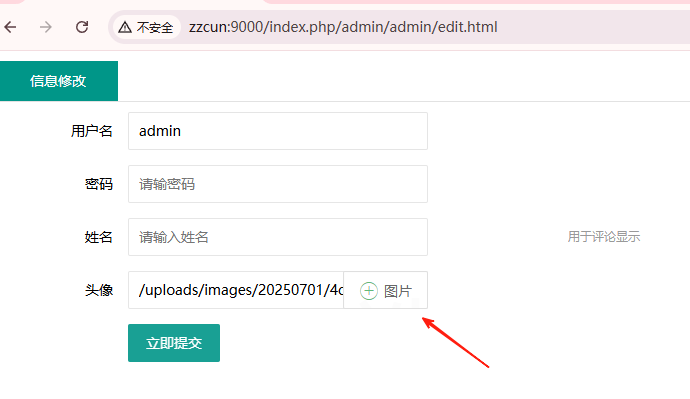 不安全 zzcun:9000/index.php/admin/admin/edit.html
信息修改
用户名 admin
密码 请输密码
姓名 请输入姓名 用于评论显示
头像 /uploads/images/20250701/4c 图片
立即提交